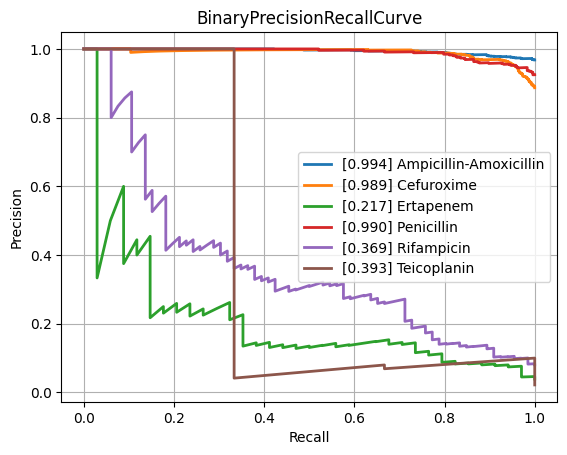 BinaryPrecisionRecallCurve
Precision
1.0
0.8
0.6
0.4
0.2
0.0
[0.994] Ampicillin-Amoxicillin
[0.989] Cefuroxime
[0.217] Ertapenem
[0.990] Penicillin
[0.369] Rifampicin
[0.393] Teicoplanin
0.0 0.2 0.4 0.6 0.8 1.0
Recall